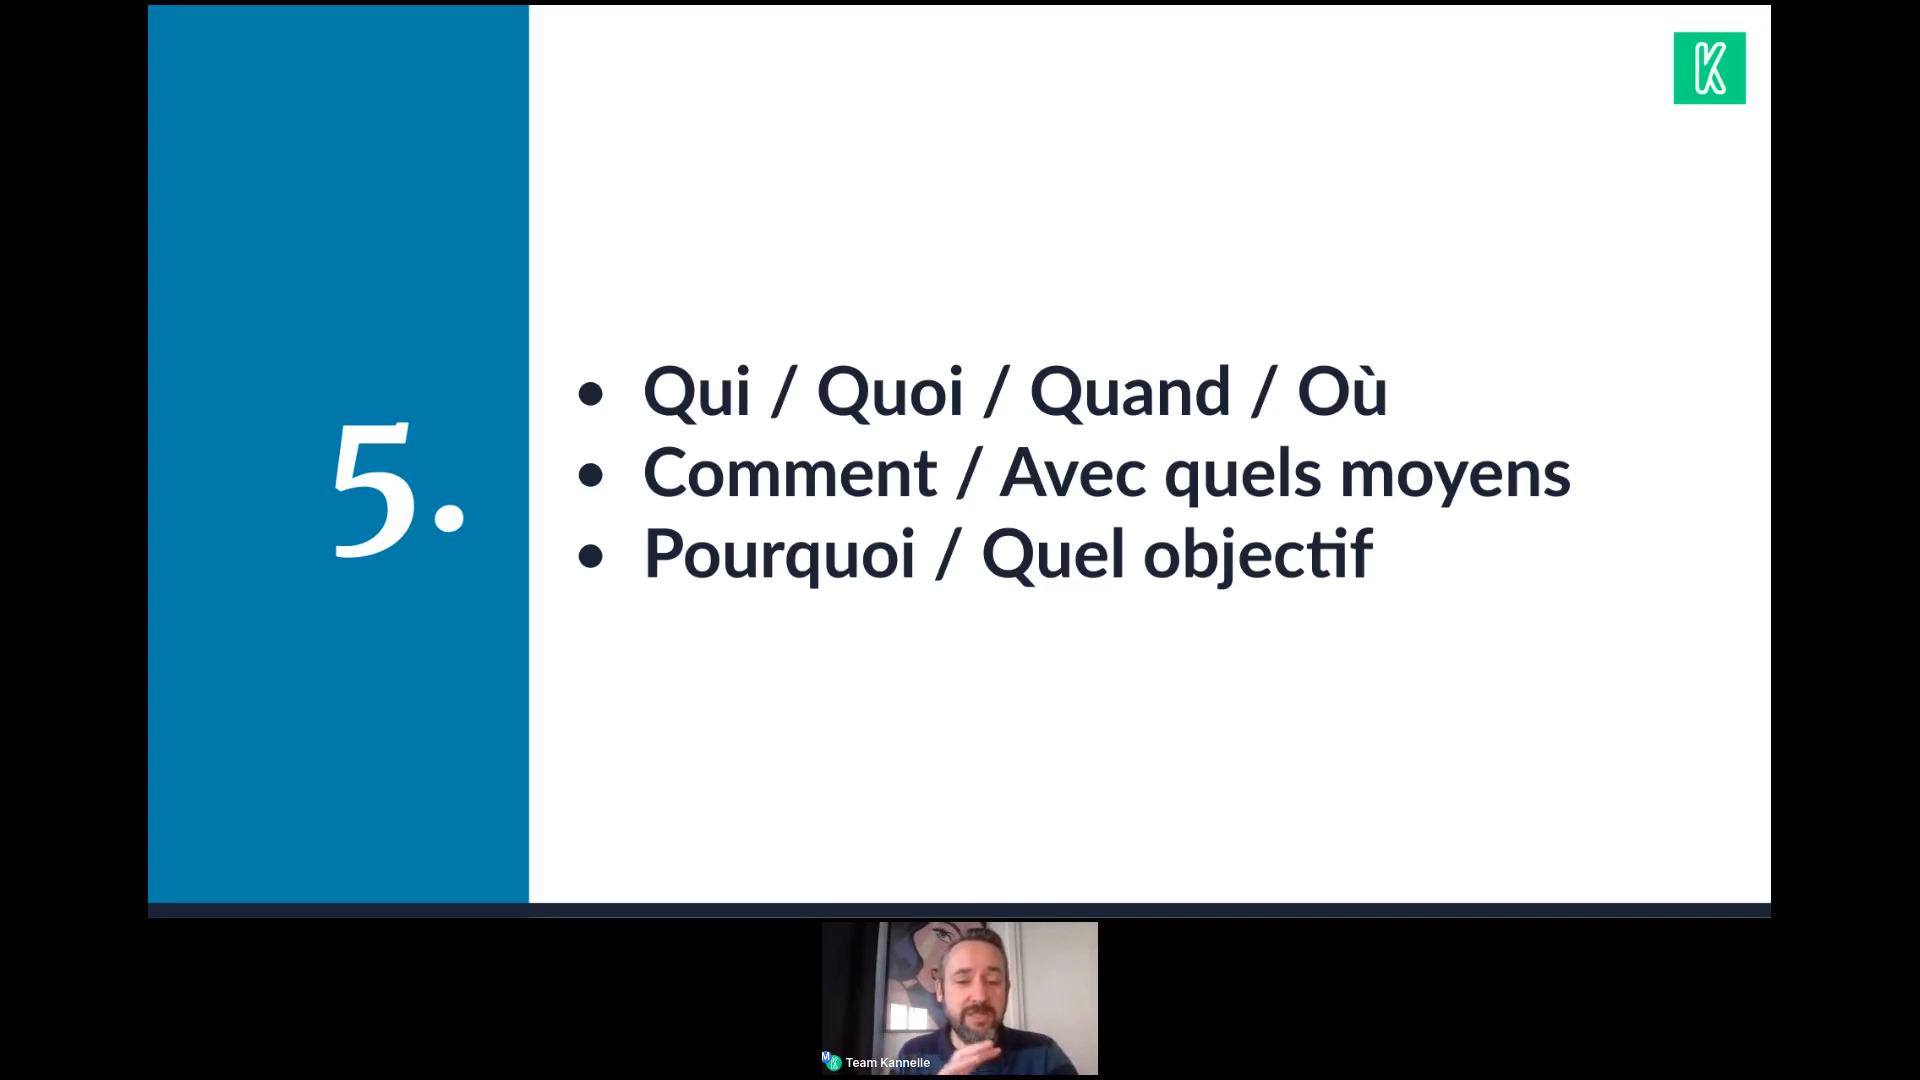 K
5.
• Qui / Quoi / Quand / Où
• Comment / Avec quels moyens
• Pourquoi / Quel objectif
M
Team Kannelle